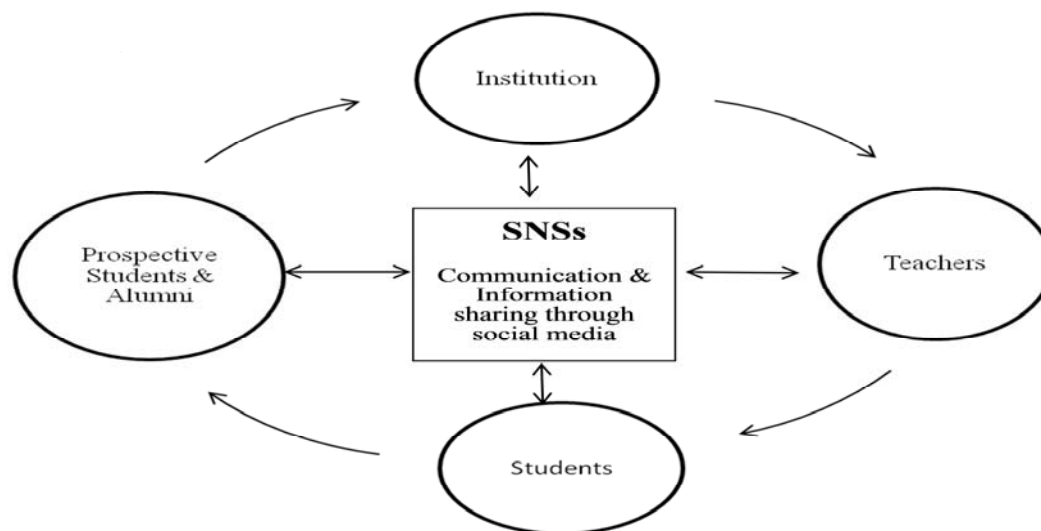 Institution
SNSs
Communication &
Information
sharing through
social media
Prospective
Students &
Alumni
Teachers
Students